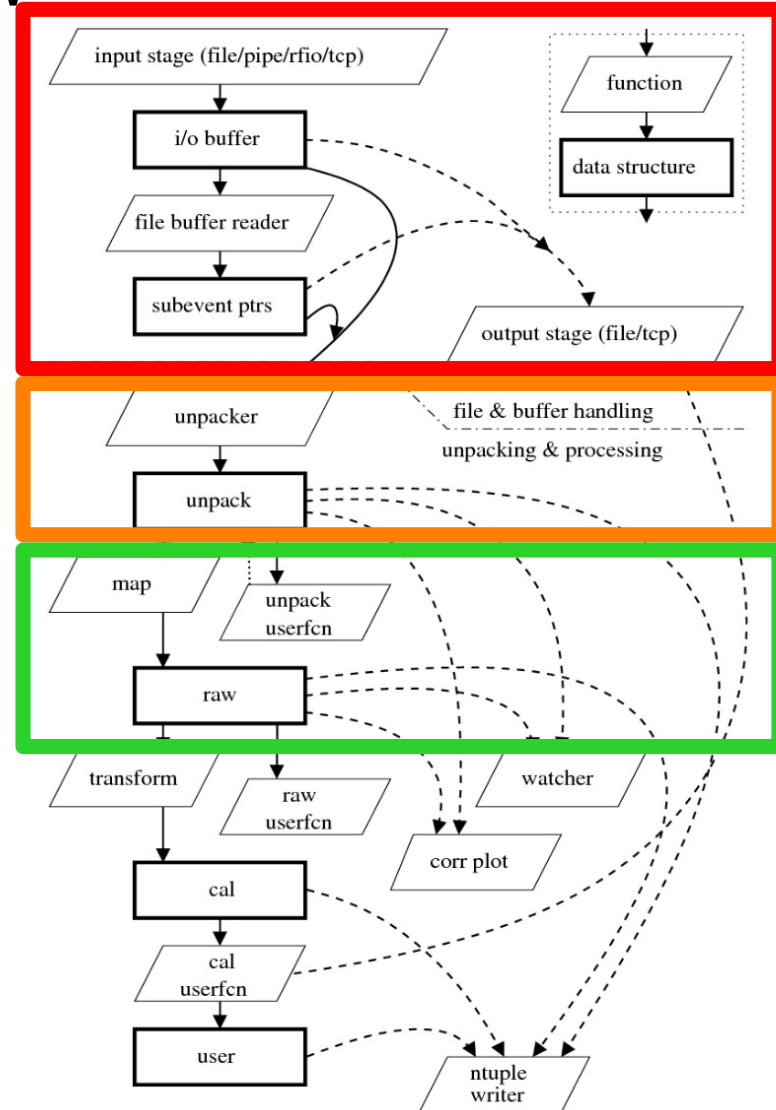 input stage (file/pipe/rfio/tcp)
function
i/o buffer
data structure
file buffer reader
subevent ptrs
output stage (file/tcp)
unpacker
file & buffer handling
unpacking & processing
unpack
map
unpack
userfcn
raw
transform
raw
userfcn
watcher
corr plot
cal
cal
userfcn
user
ntuple
writer